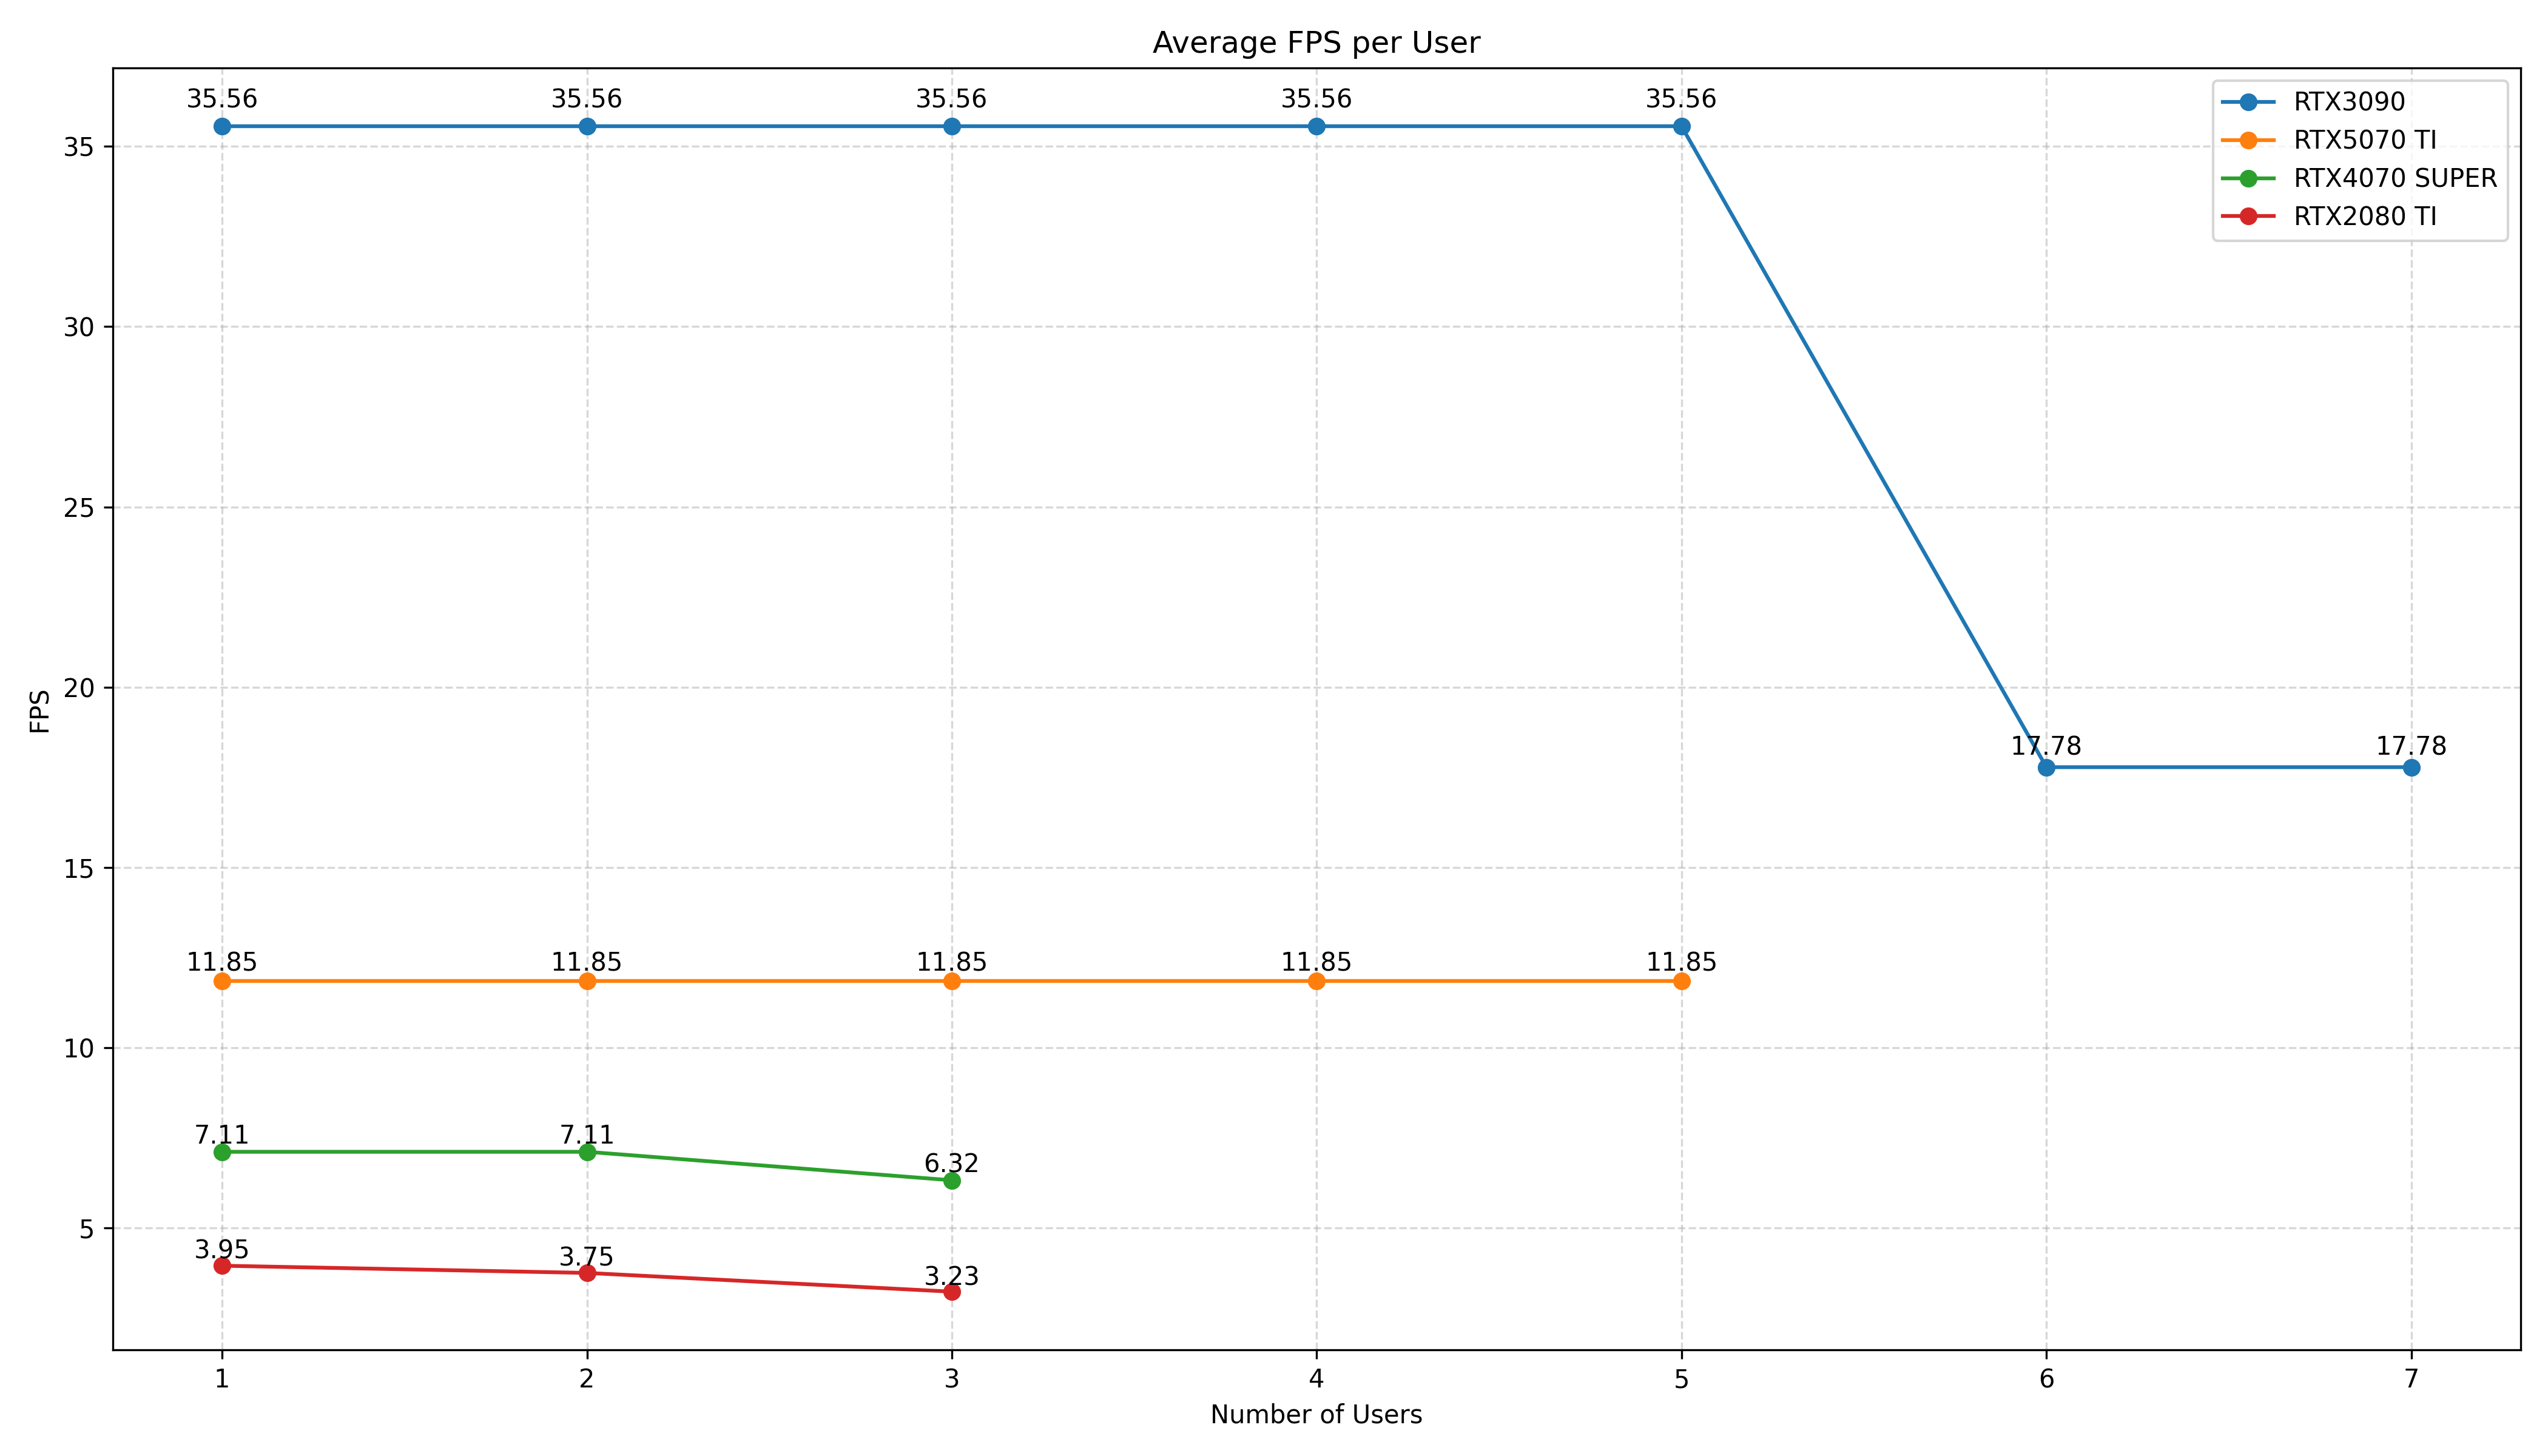 Average FPS per User
35.56 35.56 35.56 35.56 35.56
RTX3090
RTX5070 TI
RTX4070 SUPER
RTX2080 TI
35
30
25
20
FPS
17.78 17.78
15
11.85 11.85 11.85 11.85 11.85
10
7.11 7.11 6.32
5
3.95 3.75 3.23
1 2 3 4 5 6 7
Number of Users